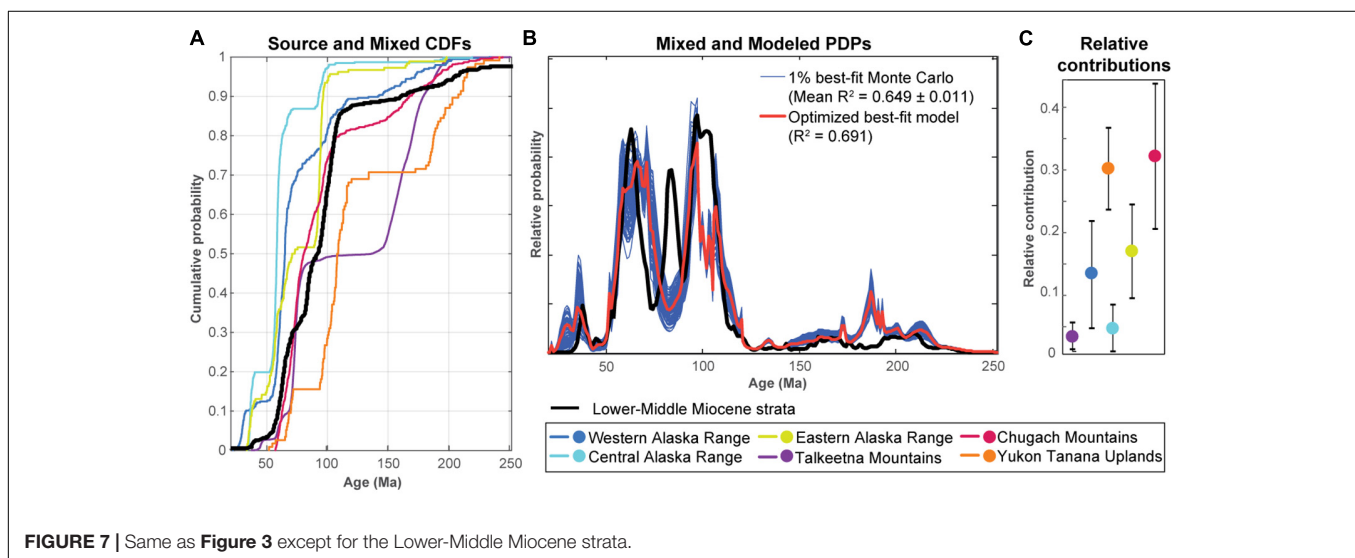 A
Source and Mixed CDFs
Cumulative probability
1
0.9
0.8
0.7
0.6
0.5
0.4
0.3
0.2
0.1
0
50
100
150
200
250
Age (Ma)
B
Mixed and Modeled PDPs
Relative probability
1% best-fit Monte Carlo
(Mean R² = 0.649 ± 0.011)
Optimized best-fit model
(R² = 0.691)
50
100
150
200
250
Age (Ma)
C
Relative
contributions
Relative contribution
0.4
0.3
0.2
0.1
0
Lower-Middle Miocene strata
Western Alaska Range
Eastern Alaska Range
Chugach Mountains
Central Alaska Range
Talkeetna Mountains
Yukon Tanana Uplands
FIGURE 7 | Same as Figure 3 except for the Lower-Middle Miocene strata.